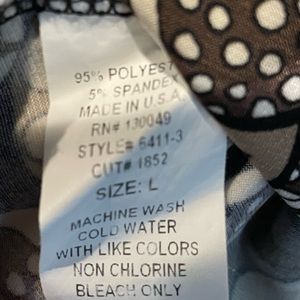 95% POLYEST
5% SPANDEX
MADE IN U.S.A.
RN# 130049
STYLE# 6411-3
CUT# 1852
SIZE: L
MACHINE WASH
COLD WATER
WITH LIKE COLORS
NON CHLORINE
BLEACH ONLY